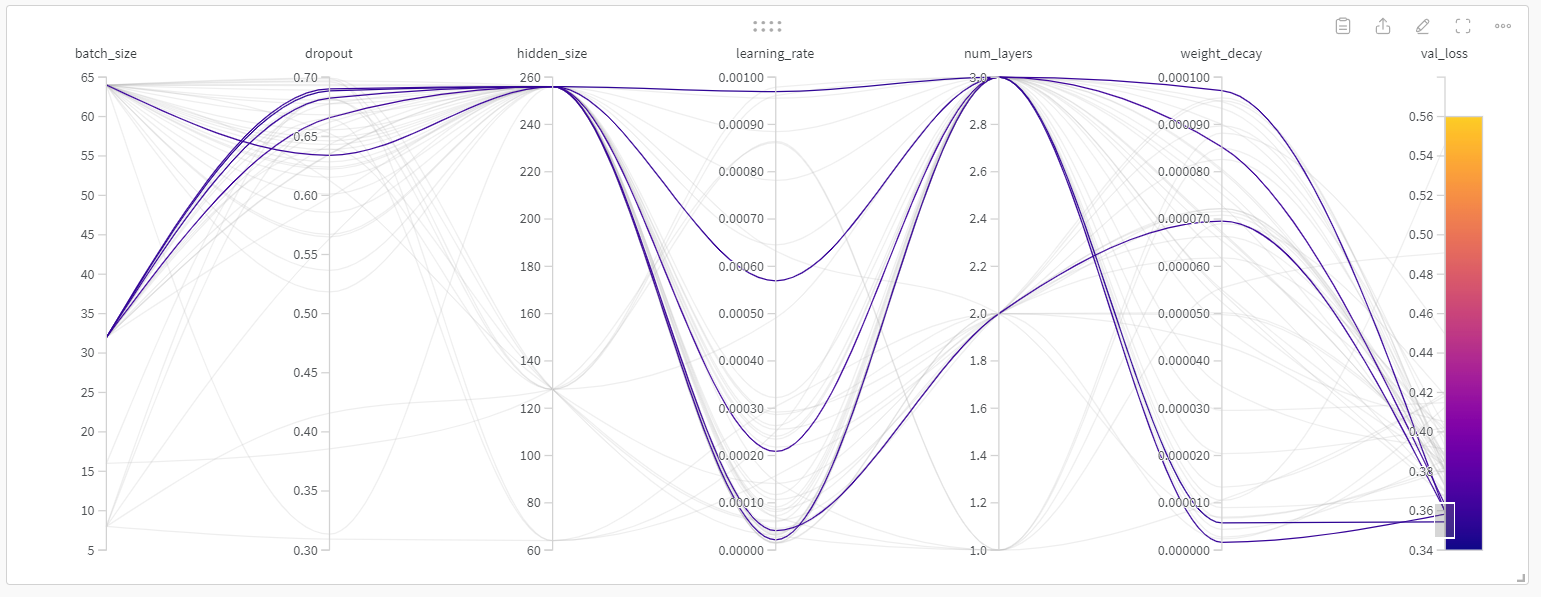 batch_size dropout hidden_size learning_rate num_layers weight_decay val_loss
65 0.70 260 0.00100 3.0 0.000100
60 0.65 240 0.00090 2.8 0.000090 0.56
55 0.60 220 0.00080 2.6 0.000080 0.54
50 0.55 200 0.00070 2.4 0.000070 0.52
45 0.50 180 0.00060 2.2 0.000060 0.50
40 0.45 160 0.00050 2.0 0.000050 0.48
35 0.40 140 0.00040 1.8 0.000040 0.46
30 0.35 120 0.00030 1.6 0.000030 0.44
25 0.30 100 0.00020 1.4 0.000020 0.42
20 80 0.00010 1.2 0.000010 0.40
15 60 0.00000 1.0 0.000000 0.38
10 0.36
5 0.34